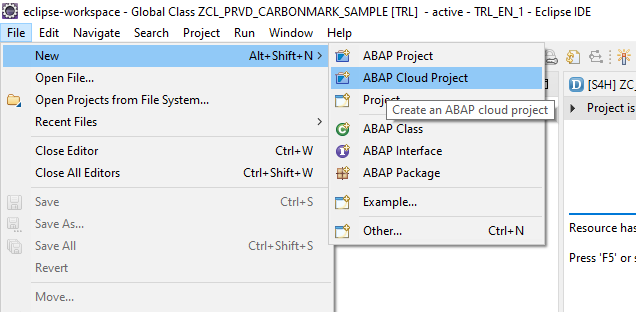 eclipse-workspace - Global Class ZCL_PRVD_CARBONMARK_SAMPLE [TRL] - active - TRL_EN_1 - Eclipse IDE
File Edit Navigate Search Project Run Window Help
New Alt+Shift+N >
Open File...
Open Projects from File System...
Recent Files >
Close Editor Ctrl+W
Close All Editors Ctrl+Shift+W
Save Ctrl+S
Save As...
Save All Ctrl+Shift+S
Revert
Move...
ABAP Project
ABAP Cloud Project
Project...
Create an ABAP cloud project
ABAP Class
ABAP Interface
ABAP Package
Example...
Other... Ctrl+N
[S4H] ZC_
Project is
Resource has
Press 'F5' or s